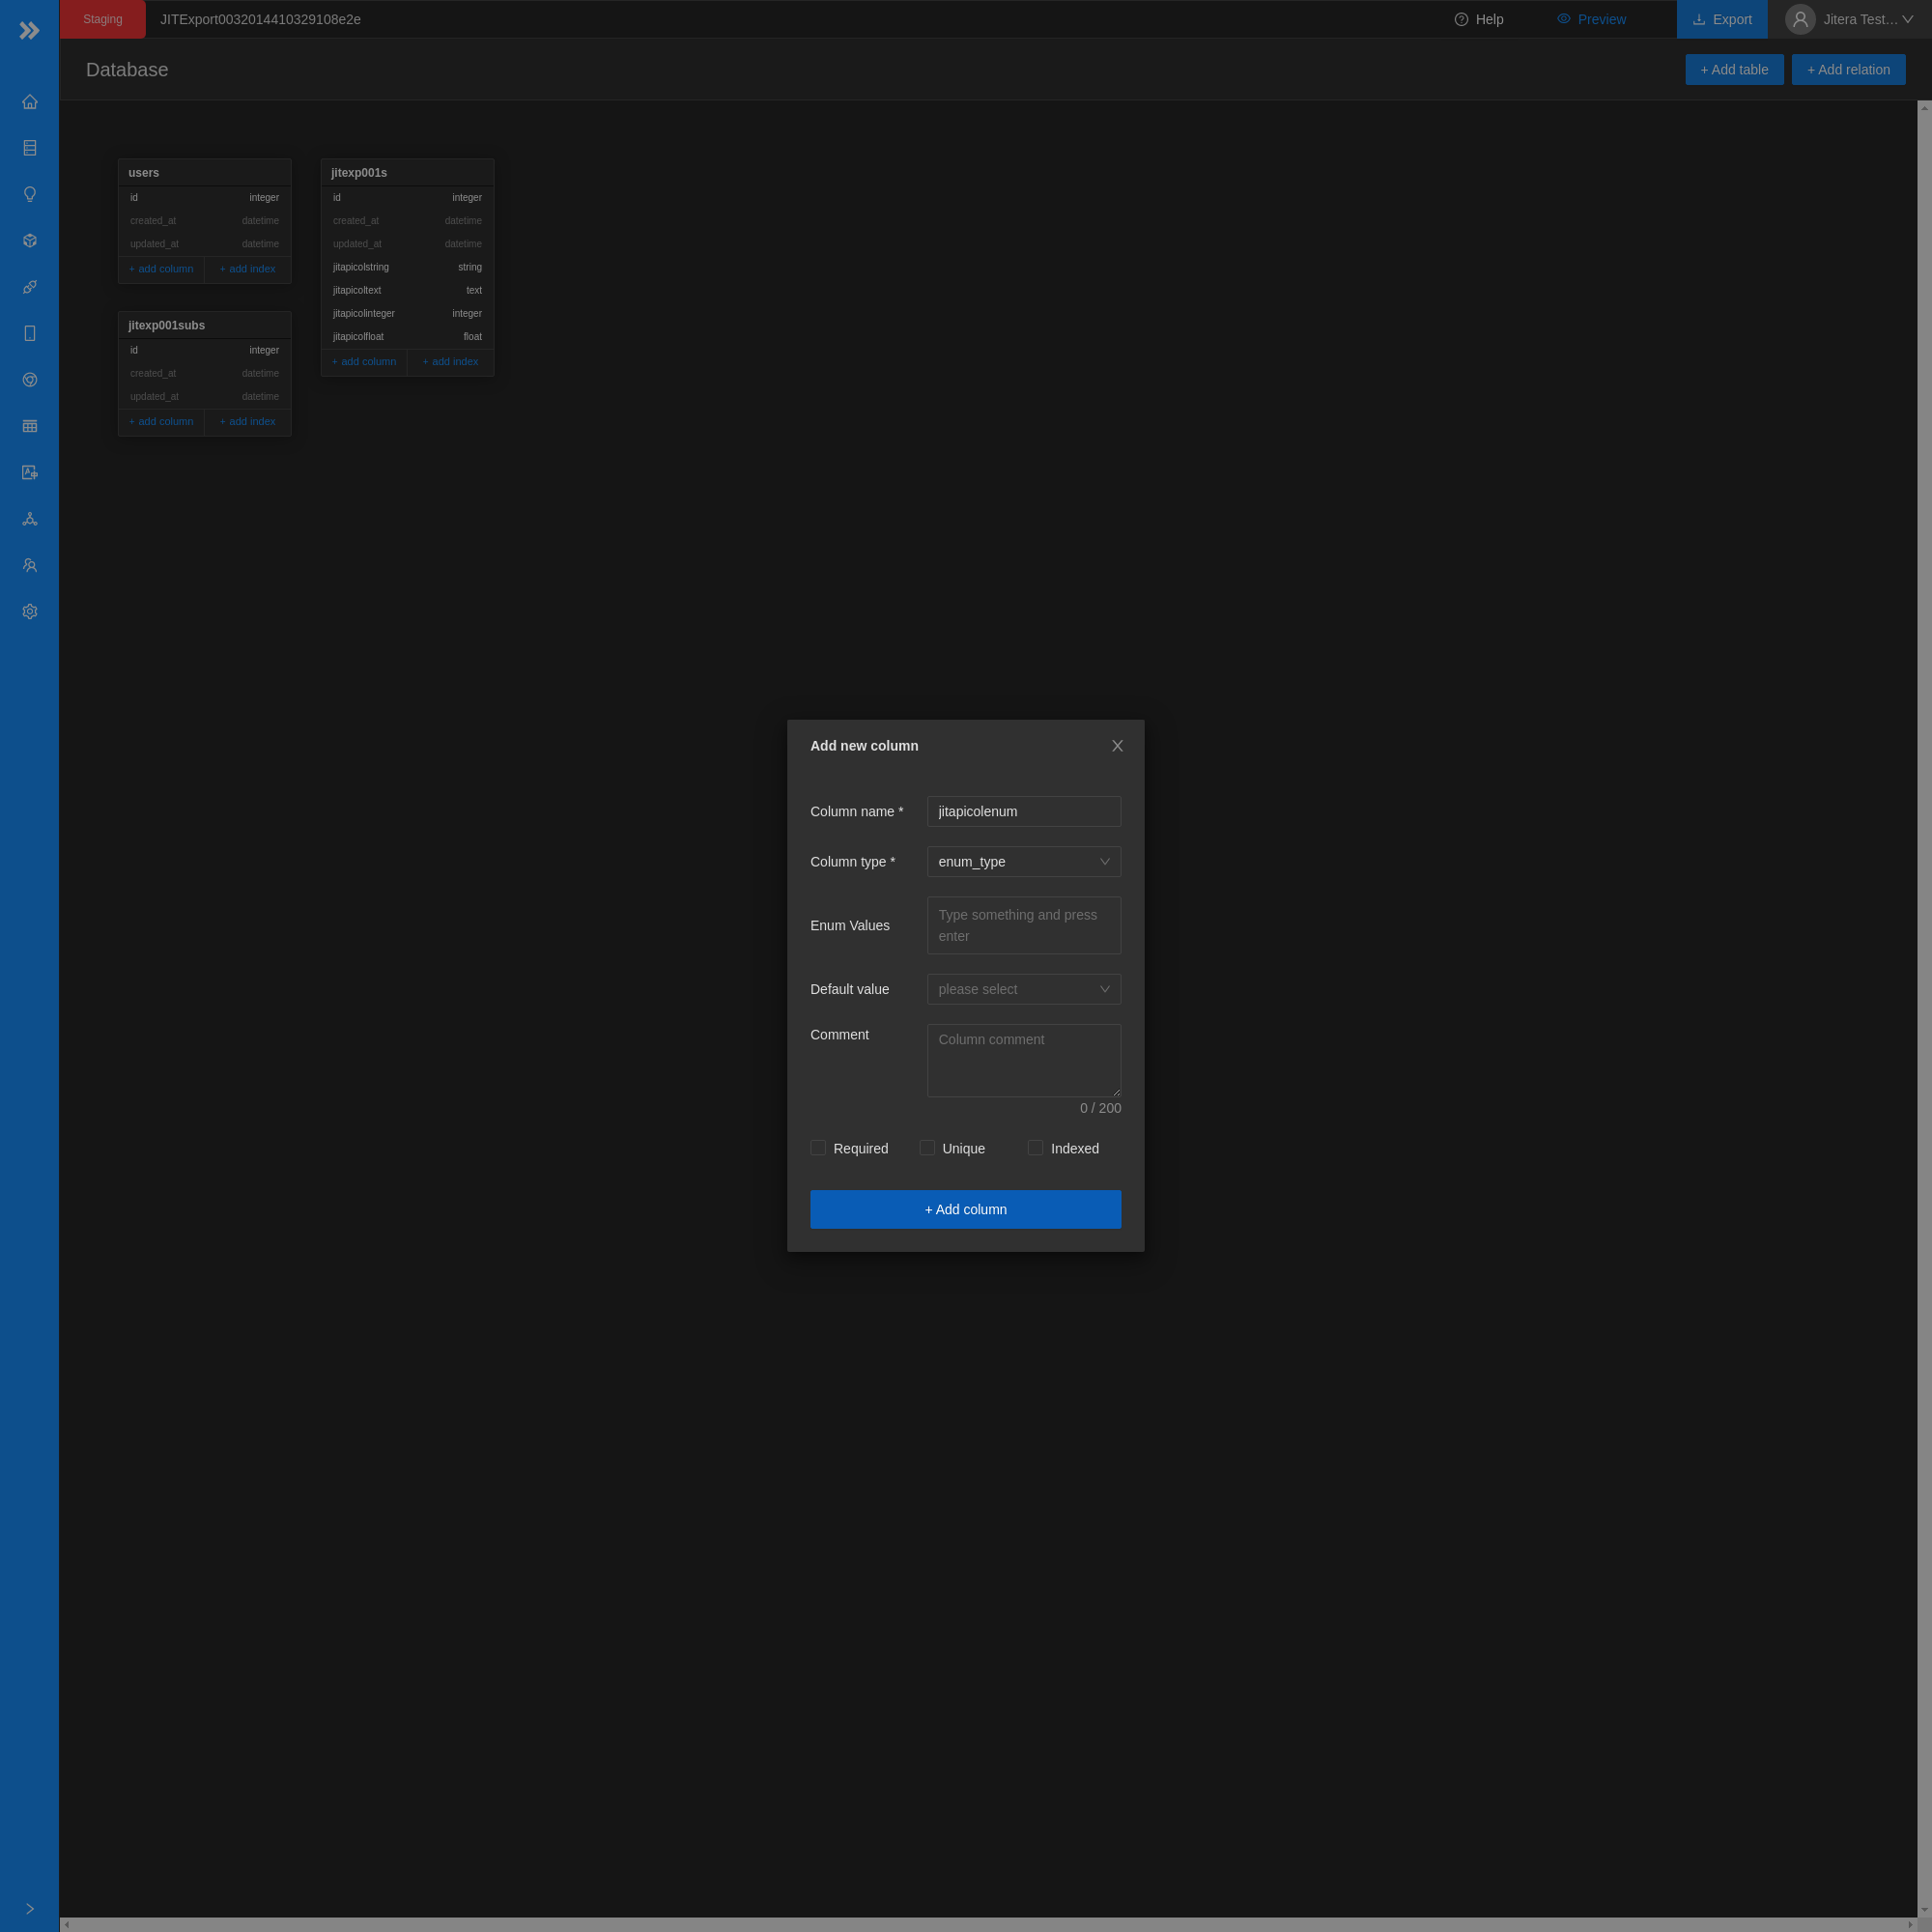 Staging
JITExport0032014410329108e2e
Help
Preview
Export
Jitera Test...
Database
+ Add table
+ Add relation
users
id integer
created_at datetime
updated_at datetime
+ add column + add index
jitexp001s
id integer
created_at datetime
updated_at datetime
jitapicolstring string
jitapicoltext text
jitapicolinteger integer
jitapicolfloat float
+ add column + add index
jitexp001subs
id integer
created_at datetime
updated_at datetime
+ add column + add index
Add new column
Column name * jitapicolenum
Column type * enum_type
Enum Values
Type something and press
enter
Default value please select
Comment
Column comment
0 / 200
Required Unique Indexed
+ Add column